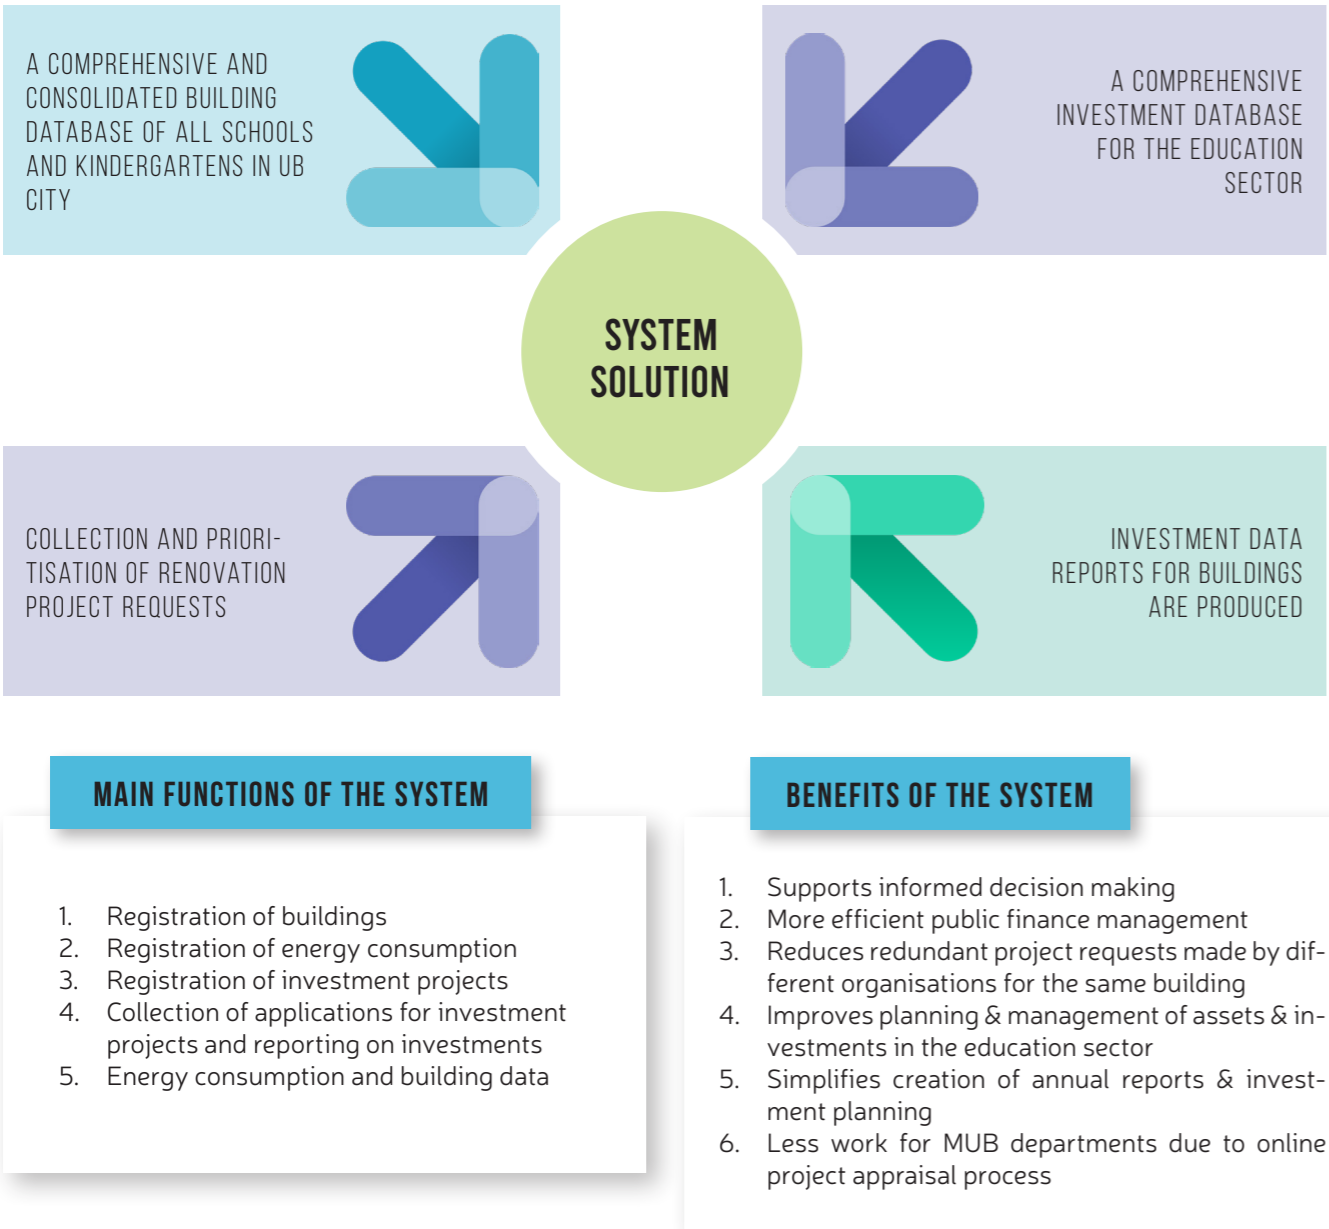 A COMPREHENSIVE AND
CONSOLIDATED BUILDING
DATABASE OF ALL SCHOOLS
AND KINDERGARTENS IN UB
CITY
A COMPREHENSIVE
INVESTMENT DATABASE
FOR THE EDUCATION
SECTOR
SYSTEM
SOLUTION
COLLECTION AND PRIORI-
TISATION OF RENOVATION
PROJECT REQUESTS
INVESTMENT DATA
REPORTS FOR BUILDINGS
ARE PRODUCED
MAIN FUNCTIONS OF THE SYSTEM
1. Registration of buildings
2. Registration of energy consumption
3. Registration of investment projects
4. Collection of applications for investment
projects and reporting on investments
5. Energy consumption and building data
BENEFITS OF THE SYSTEM
1. Supports informed decision making
2. More efficient public finance management
3. Reduces redundant project requests made by dif-
ferent organisations for the same building
4. Improves planning & management of assets & in-
vestments in the education sector
5. Simplifies creation of annual reports & invest-
ment planning
6. Less work for MUB departments due to online
project appraisal process